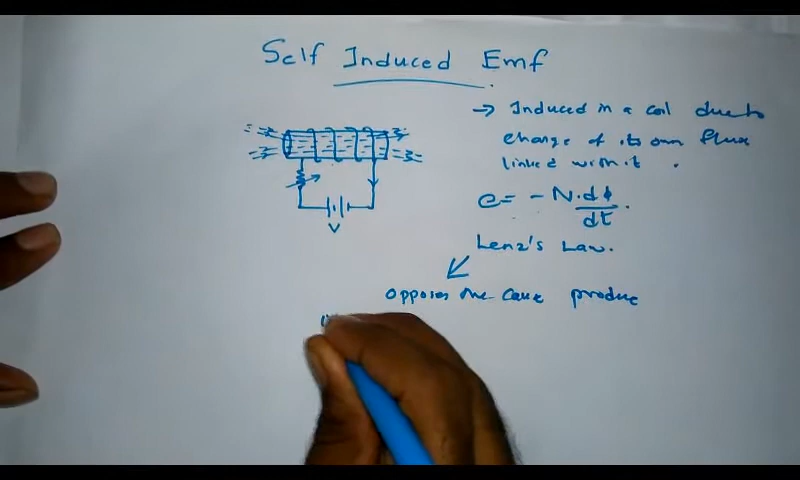 Self Induced Emf
→ Induced in a coil due to
change of its own flux
linked with it.
e = - N.dϕ/dt.
Lenz's Law.
V
opposes the cause produce